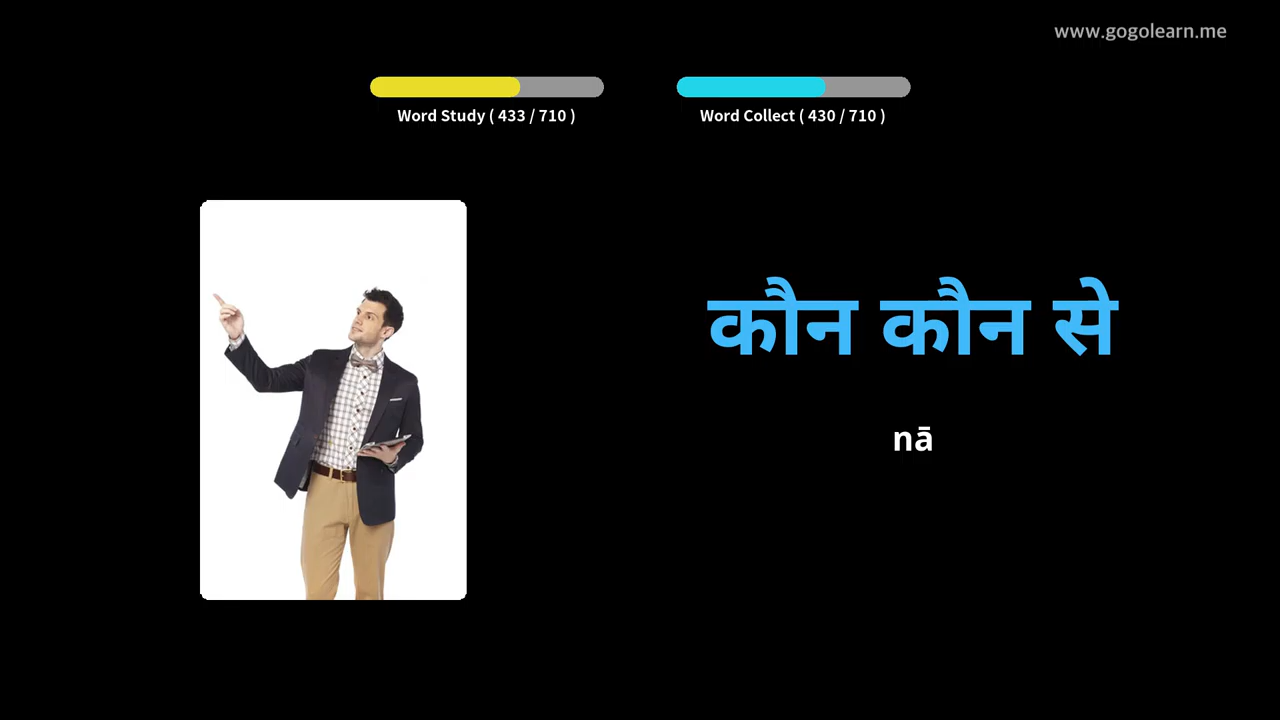 www.gogolearn.me
Word Study ( 433 / 710 )
Word Collect ( 430 / 710 )
कौन कौन से
nā